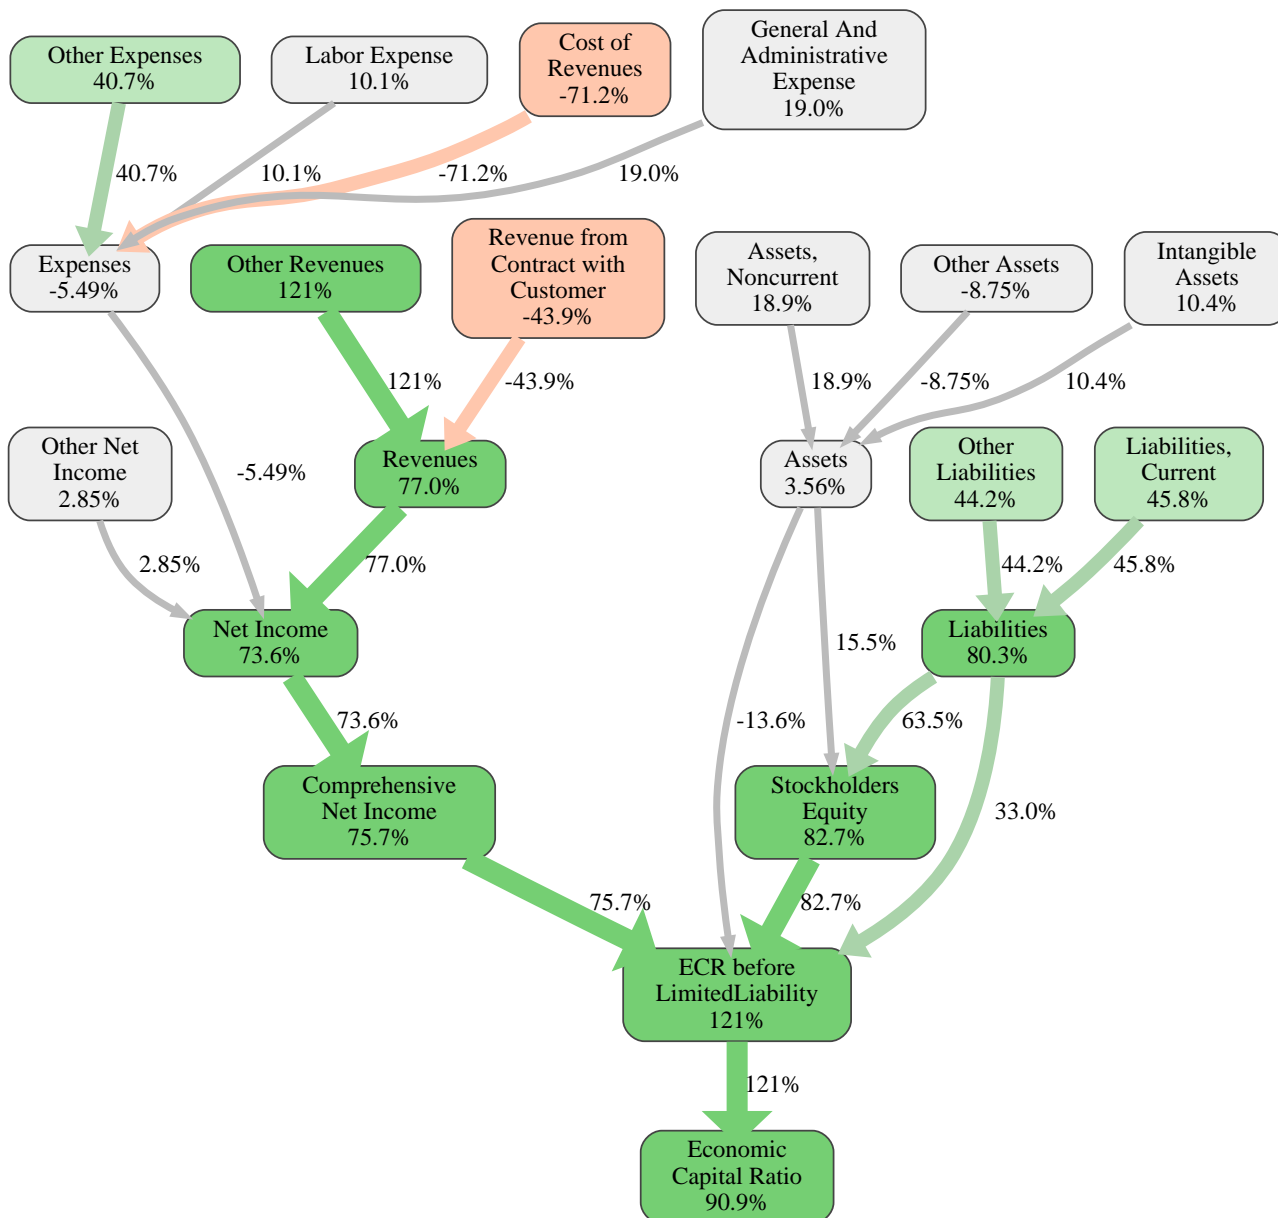 Other Expenses
40.7%
Labor Expense
10.1%
Cost of
Revenues
-71.2%
General And
Administrative
Expense
19.0%
40.7%
10.1%
-71.2%
19.0%
Expenses
-5.49%
Other Revenues
121%
Revenue from
Contract with
Customer
-43.9%
Assets,
Noncurrent
18.9%
Other Assets
-8.75%
Intangible
Assets
10.4%
121%
-43.9%
18.9%
-8.75%
10.4%
Other Net
Income
2.85%
-5.49%
Revenues
77.0%
Assets
3.56%
Other
Liabilities
44.2%
Liabilities,
Current
45.8%
2.85%
77.0%
44.2%
45.8%
Net Income
73.6%
15.5%
Liabilities
80.3%
73.6%
-13.6%
63.5%
Comprehensive
Net Income
75.7%
Stockholders
Equity
82.7%
33.0%
75.7%
82.7%
ECR before
LimitedLiability
121%
121%
Economic
Capital Ratio
90.9%